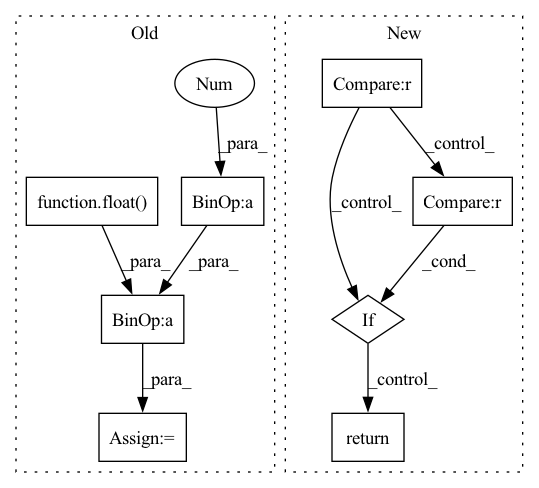 Old
New
Num
Compare:r
_para_
_control_
function.float()
BinOp:a
_control_
Compare:r
_para_
_para_
_cond_
BinOp:a
If
_para_
_control_
Assign:=
return